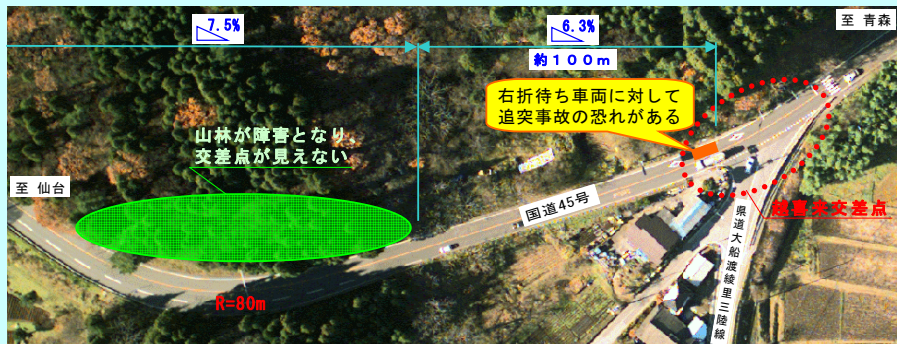 7.5%
6.3%
約100m
至 青森
右折待ち車両に対して
追突事故の恐れがある
山林が障害となり、
交差点が見えない
至 仙台
国道45号
越喜来交差点
県道大船渡綾里三陸線
R=80m